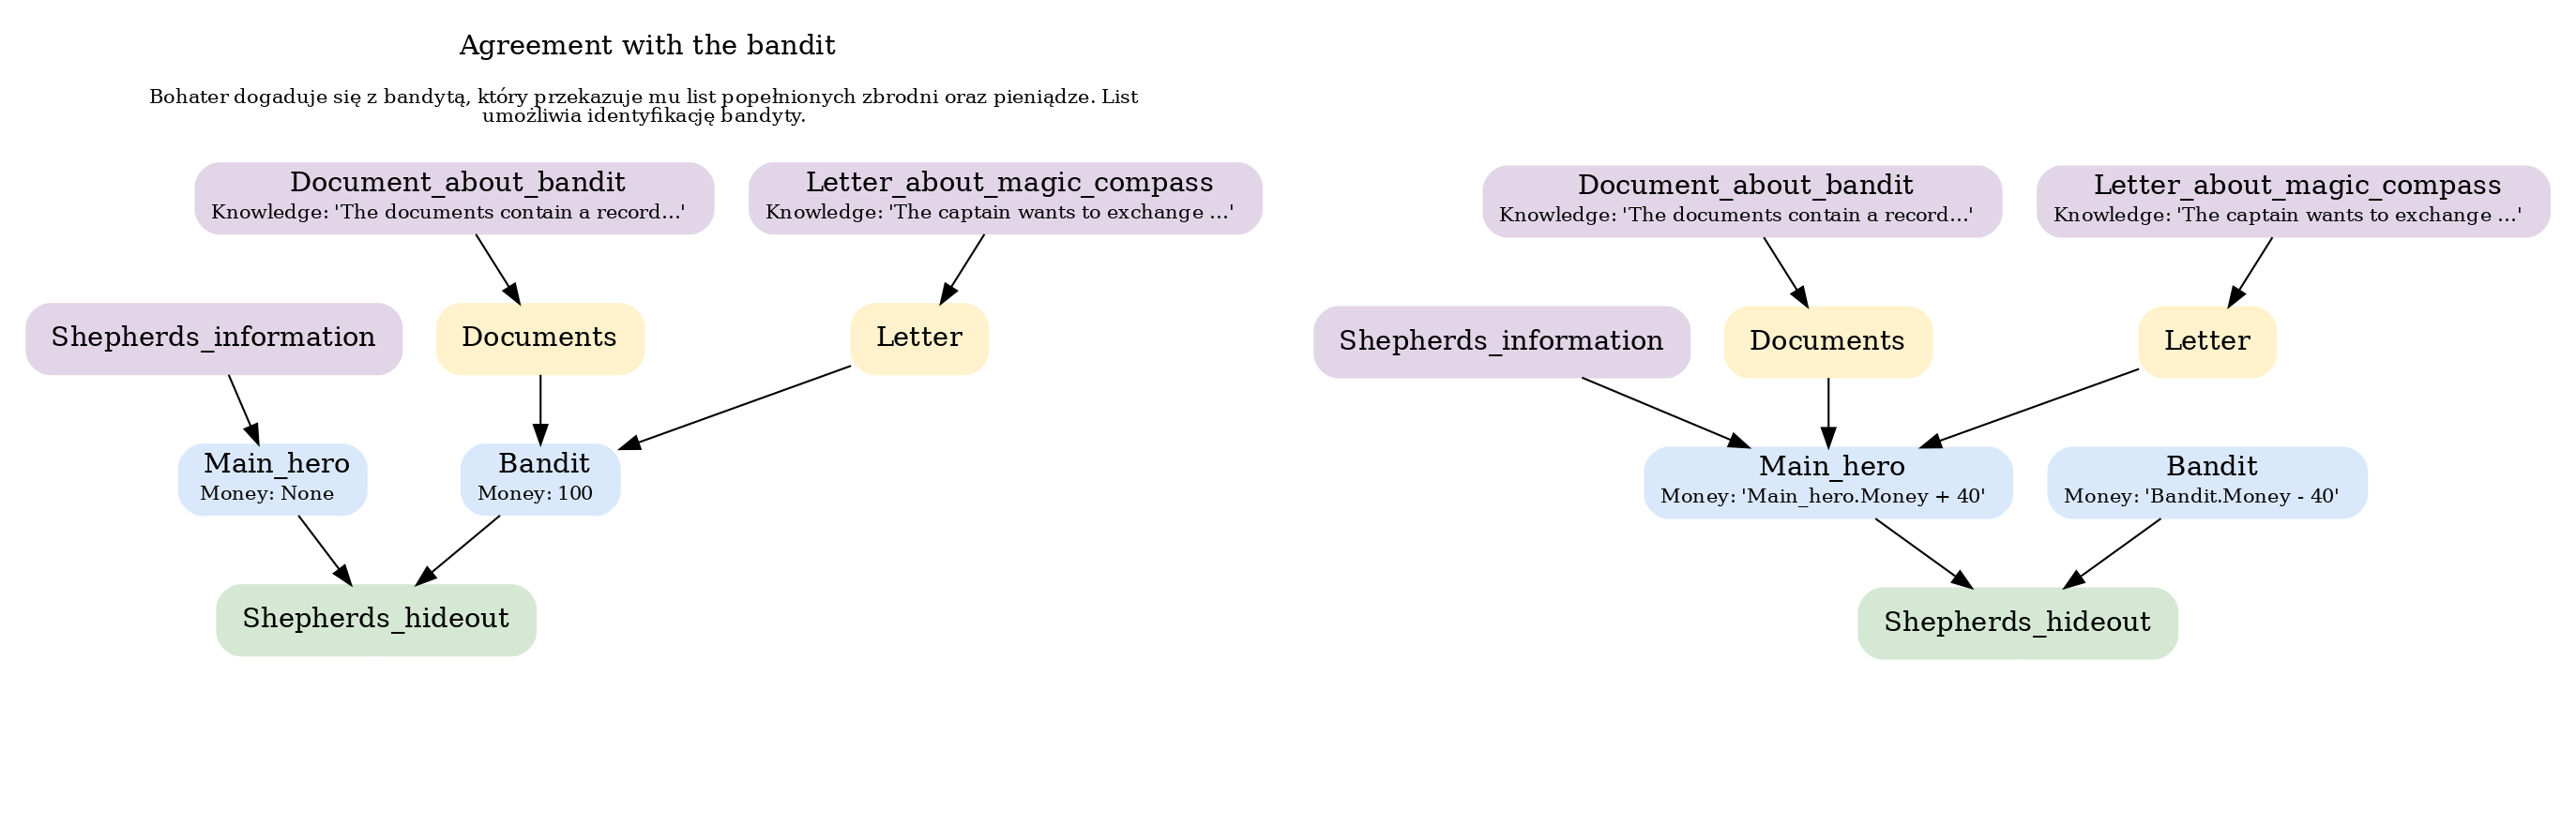 Agreement with the bandit
Bohater dogaduje się z bandytą, który przekazuje mu list popełnionych zbrodni oraz pieniądze. List
umożliwia identyfikację bandyty.
Document_about_bandit
Knowledge: 'The documents contain a record...'
Letter_about_magic_compass
Knowledge: 'The captain wants to exchange ...'
Shepherds_information
Documents
Letter
Main_hero
Money: None
Bandit
Money: 100
Shepherds_hideout
Document_about_bandit
Knowledge: 'The documents contain a record...'
Letter_about_magic_compass
Knowledge: 'The captain wants to exchange ...'
Shepherds_information
Documents
Letter
Main_hero
Money: 'Main_hero.Money + 40'
Bandit
Money: 'Bandit.Money - 40'
Shepherds_hideout